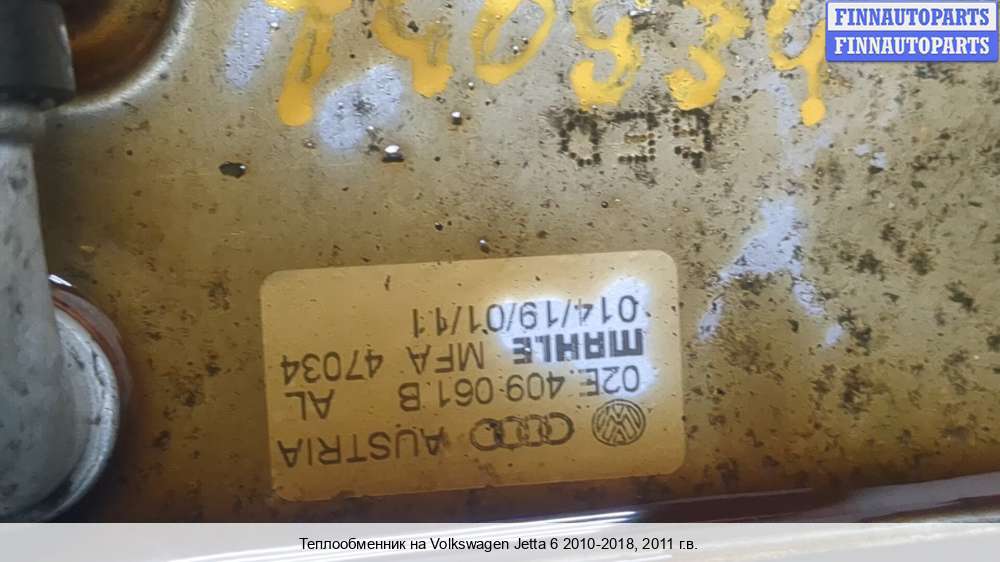 FINNAUTOPARTS
FINNAUTOPARTS
AUSTRIA
02E.409 061.B AL
MAHLE MFA 47034
014/19/01/11
Теплообменник на Volkswagen Jetta 6 2010-2018, 2011 г.в.